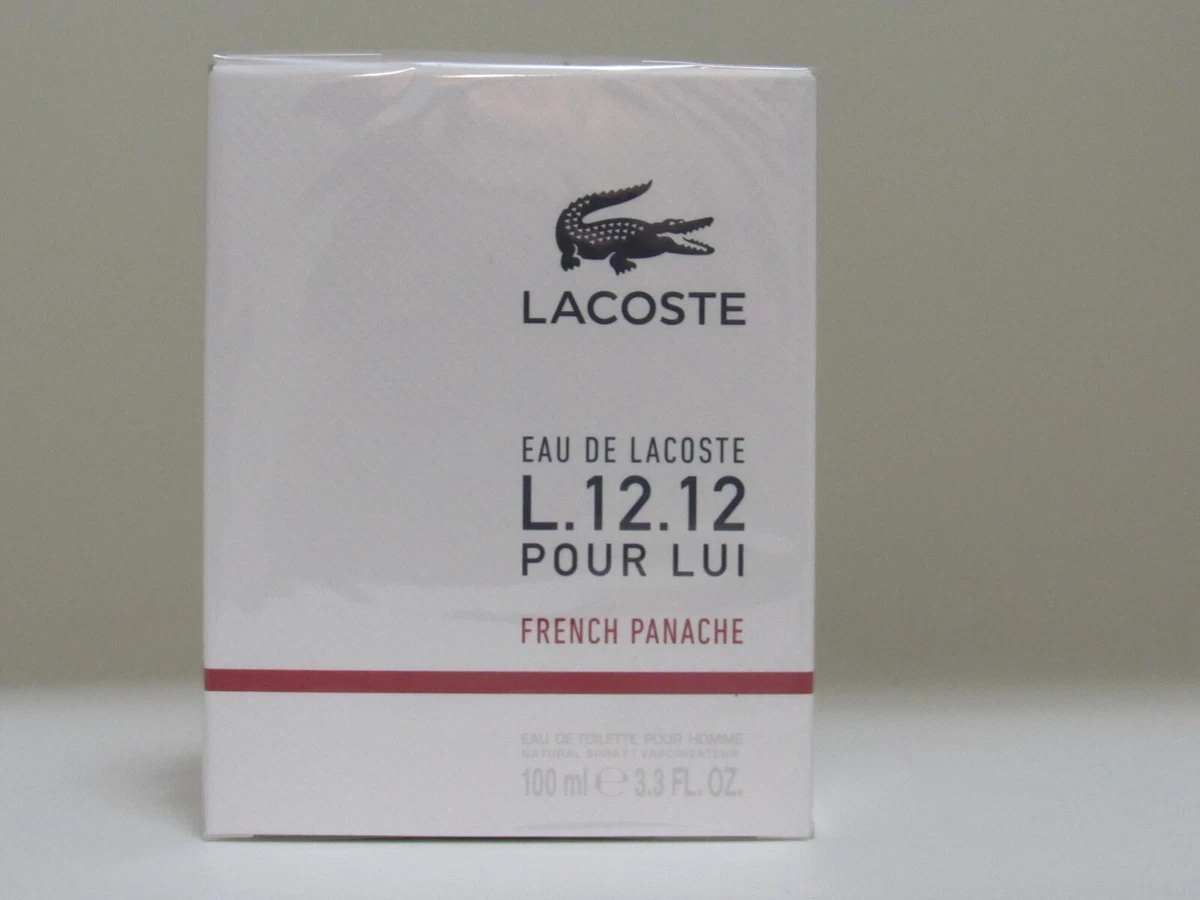 LACOSTE
EAU DE LACOSTE
L.12.12
POUR LUI
FRENCH PANACHE
EAU DE TOILETTE POUR HOMME
NATURAL SPRAY | VAPORISATEUR
100 ml ℮ 3.3 FL. OZ.